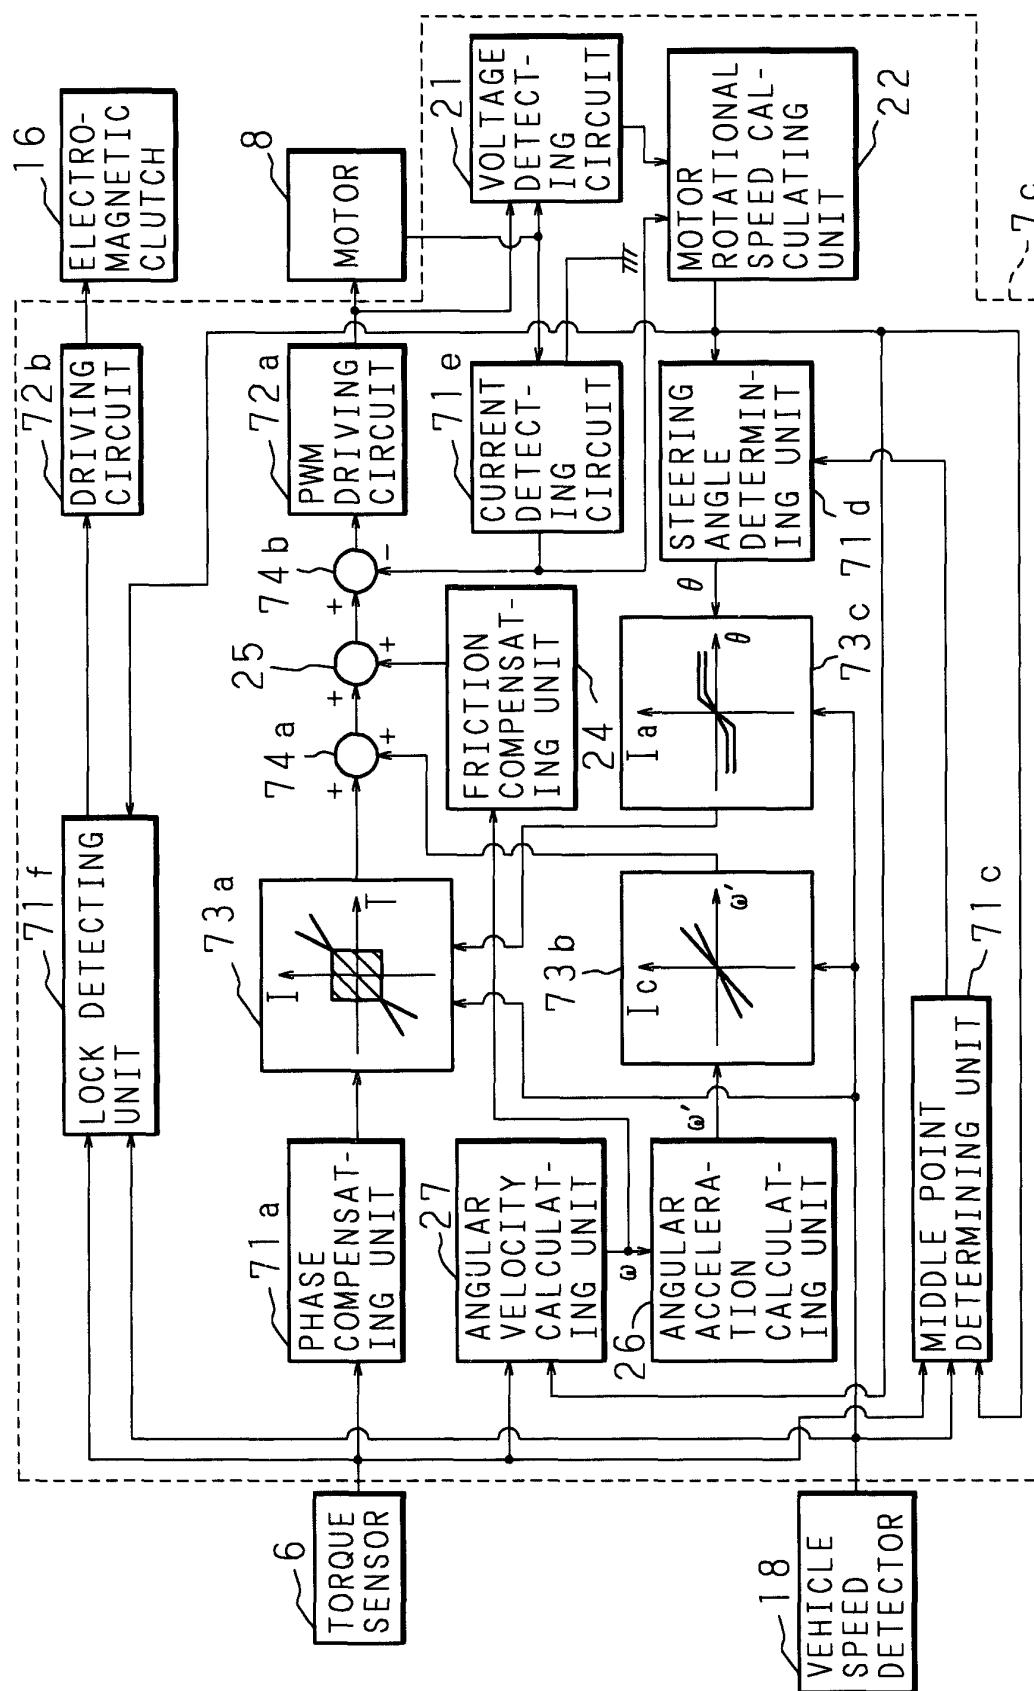 6
TORQUE
SENSOR
18
VEHICLE
SPEED
DETECTOR
71f
LOCK DETECTING
UNIT
72b
DRIVING
CIRCUIT
16
ELECTRO-
MAGNETIC
CLUTCH
71a
PHASE
COMPENSAT-
ING UNIT
73a
I
T
74a
+
+
25
+
+
74b
+
-
72a
PWM
DRIVING
CIRCUIT
8
MOTOR
27
ANGULAR
VELOCITY
CALCULAT-
ING UNIT
ω
FRICTION
COMPENSAT-
ING UNIT
24
71e
CURRENT
DETECT-
ING
CIRCUIT
21
VOLTAGE
DETECT-
ING
CIRCUIT
26
ANGULAR
ACCELERA-
TION
CALCULAT-
ING UNIT
ω'
73b
Ic
ω'
Ia
θ
73c
θ
STEERING
ANGLE
DETERMIN-
ING UNIT
71d
MOTOR
ROTATIONAL
SPEED CAL-
CULATING
UNIT
22
MIDDLE POINT
DETERMINING UNIT
71c